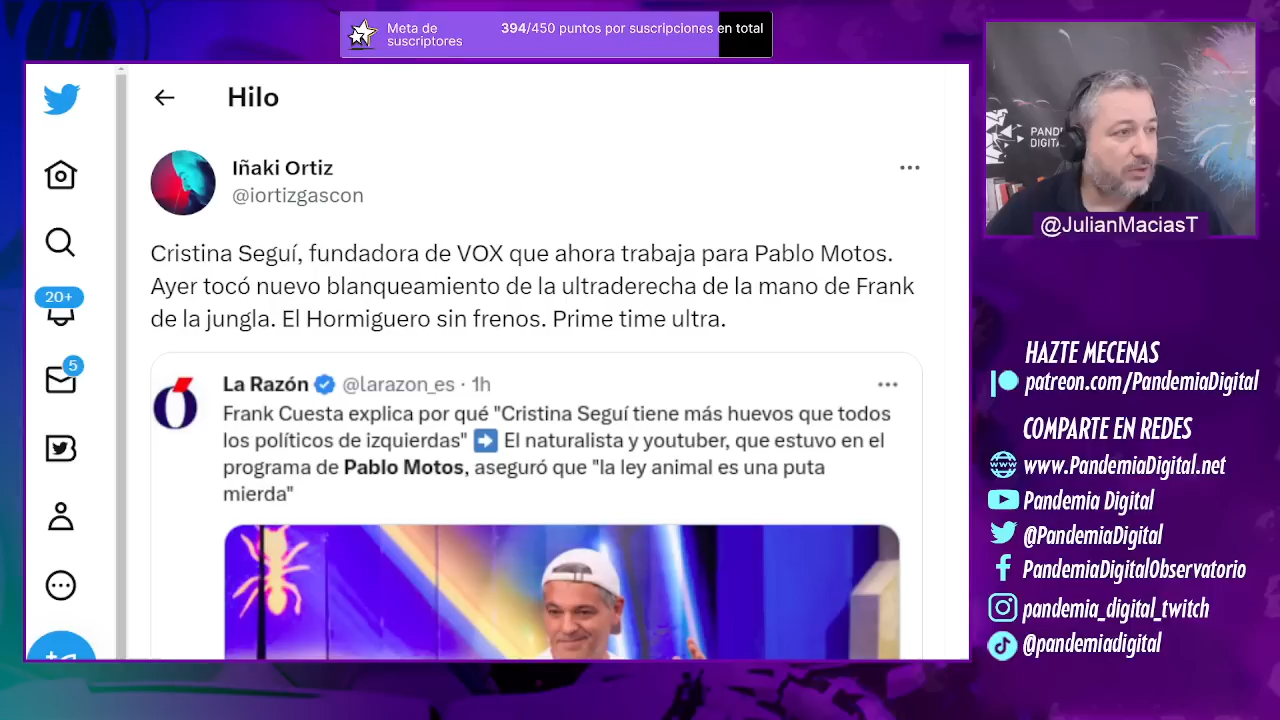 Meta de
suscriptores
394/450 puntos por suscripciones en total
Hilo
Iñaki Ortiz
@iortizgascon
Cristina Seguí, fundadora de VOX que ahora trabaja para Pablo Motos.
Ayer tocó nuevo blanqueamiento de la ultraderecha de la mano de Frank
de la jungla. El Hormiguero sin frenos. Prime time ultra.
La Razón @larazon_es · 1h
Frank Cuesta explica por qué "Cristina Seguí tiene más huevos que todos
los políticos de izquierdas" ➡ El naturalista y youtuber, que estuvo en el
programa de Pablo Motos, aseguró que "la ley animal es una puta
mierda"
20+
5
@JulianMaciasT
HAZTE MECENAS
patreon.com/PandemiaDigital
COMPARTE EN REDES
www.PandemiaDigital.net
Pandemia Digital
@PandemiaDigital
PandemiaDigitalObservatorio
pandemia_digital_twitch
@pandemiadigital